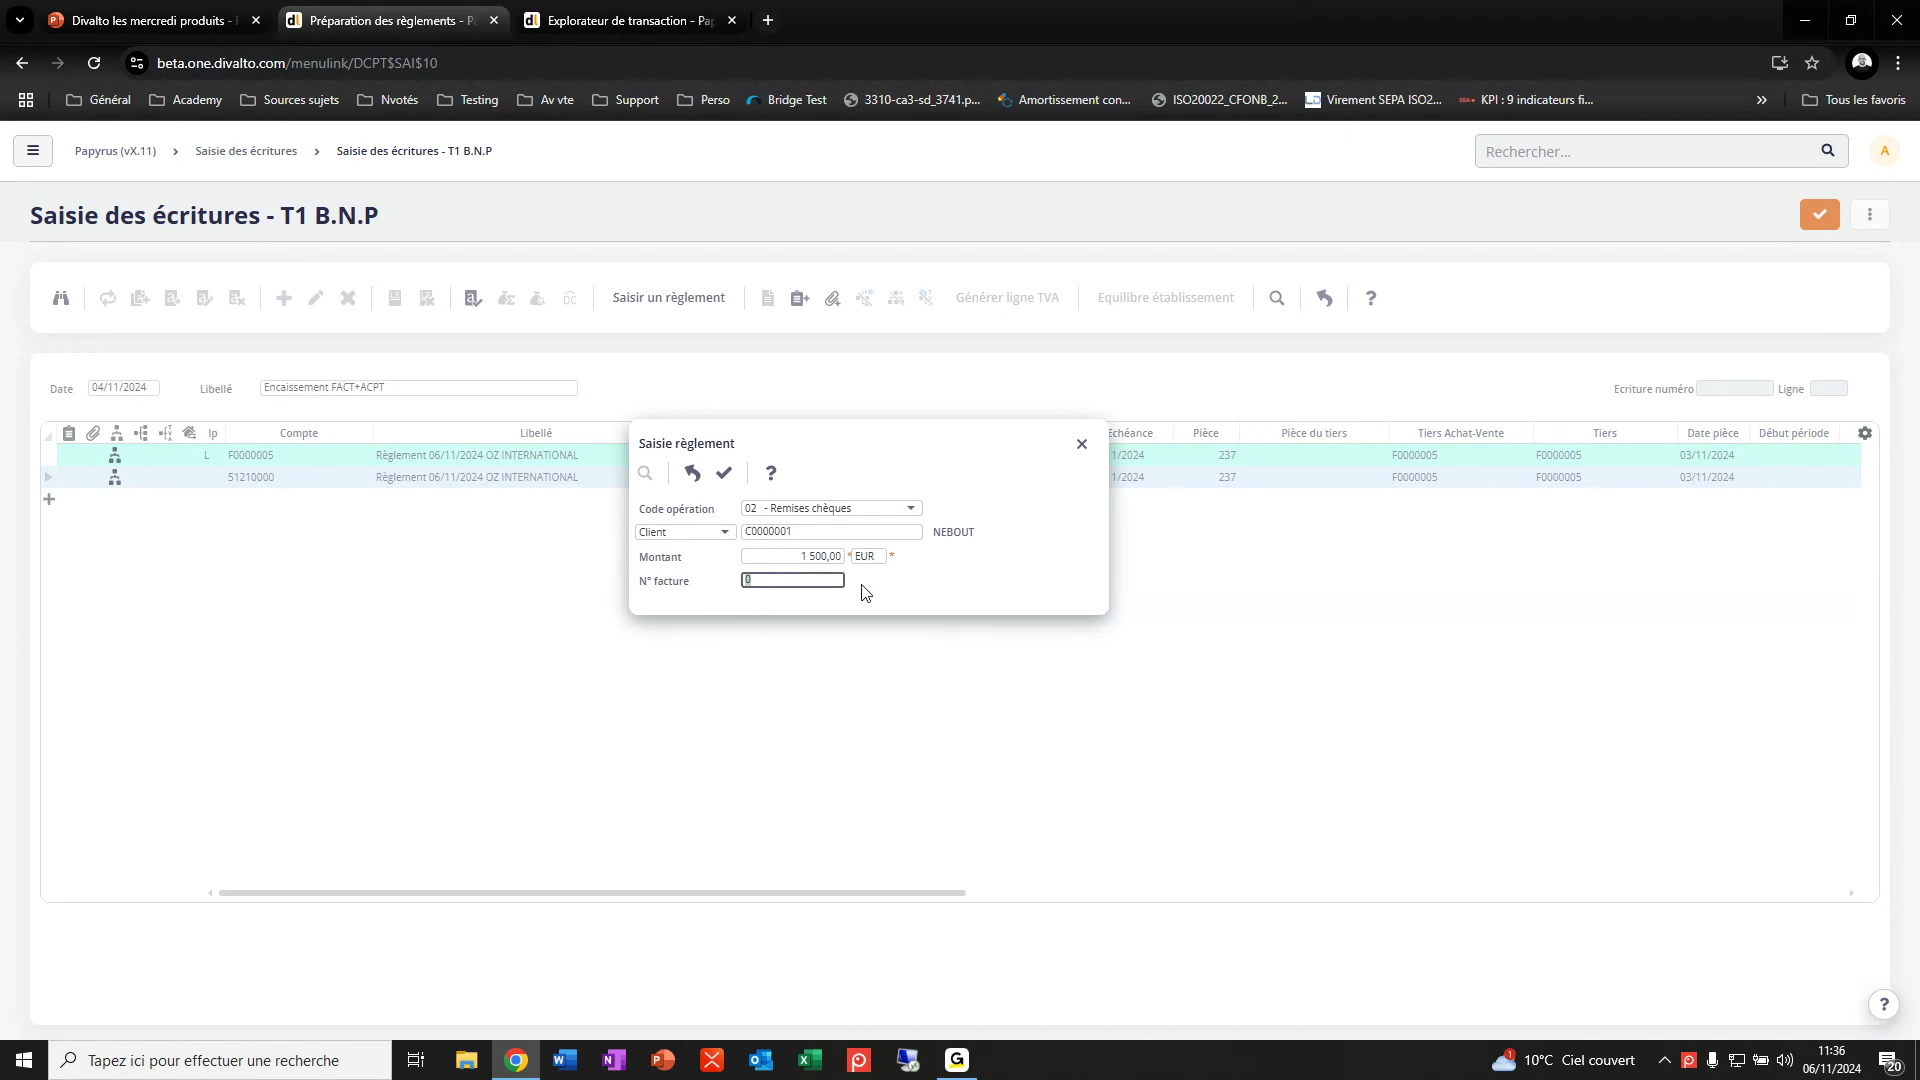 Divalto les mercredi produits -
Préparation des règlements - Pa
Explorateur de transaction - Pap
beta.one.divalto.com/menulink/DCPT$SAI$10
Général
Academy
Sources sujets
Nvotés
Testing
Av vte
Support
Perso
Bridge Test
3310-ca3-sd_3741.p...
Amortissement con...
ISO20022_CFONB_2...
Virement SEPA ISO2...
KPI : 9 indicateurs fi...
Tous les favoris
Papyrus (vX.11)
Saisie des écritures
Saisie des écritures - T1 B.N.P
Rechercher...
A
Saisie des écritures - T1 B.N.P
Saisir un règlement
Générer ligne TVA
Equilibre établissement
Date 04/11/2024 Libellé Encaissement FACT+ACPT Ecriture numéro Ligne
Ip Compte Libellé Echéance Pièce Pièce du tiers Tiers Achat-Vente Tiers Date pièce Début période
L F0000005 Règlement 06/11/2024 OZ INTERNATIONAL 1/2024 237 F0000005 F0000005 03/11/2024
51210000 Règlement 06/11/2024 OZ INTERNATIONAL 1/2024 237 F0000005 F0000005 03/11/2024
Saisie règlement
Code opération 02 - Remises chèques
Client C0000001 NEBOUT
Montant 1 500,00 * EUR *
N° facture 0
Tapez ici pour effectuer une recherche
10°C Ciel couvert
11:36
06/11/2024
20